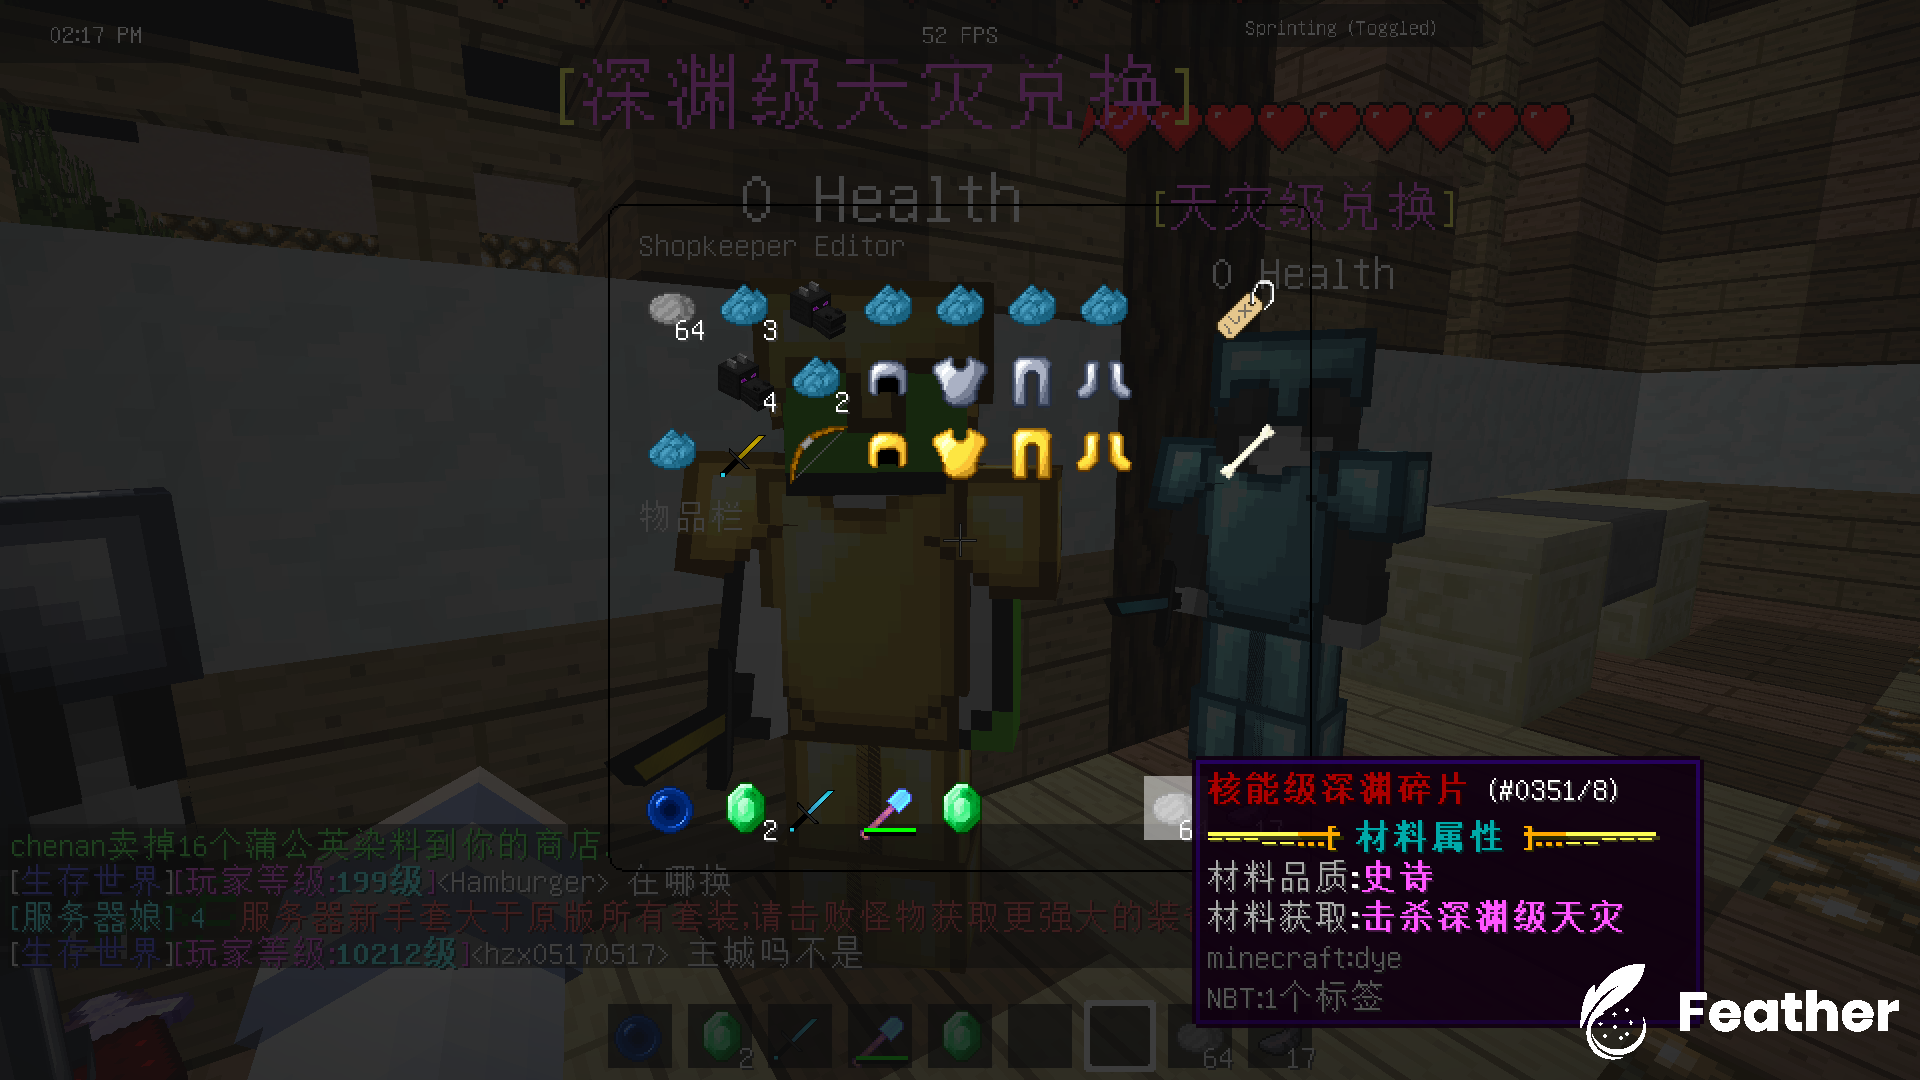 02:17 PM
52 FPS
Sprinting (Toggled)
[深渊级天灾兑换]
0 Health
[天灾级兑换]
0 Health
Shopkeeper Editor
64
3
4
2
物品栏
2
6
核能级深渊碎片 (#0351/8)
材料属性
材料品质:史诗
材料获取:击杀深渊级天灾
minecraft:dye
NBT:1个标签
chenan卖掉16个蒲公英染料到你的商店
[生存世界][玩家等级:199级]<Hamburger> 在哪换
[服务器娘] 4 服务器新手套大于原版所有套装,请击败怪物获取更强大的装
[生存世界][玩家等级:10212级]<hzx05170517> 主城吗不是
2
64
17
Feather